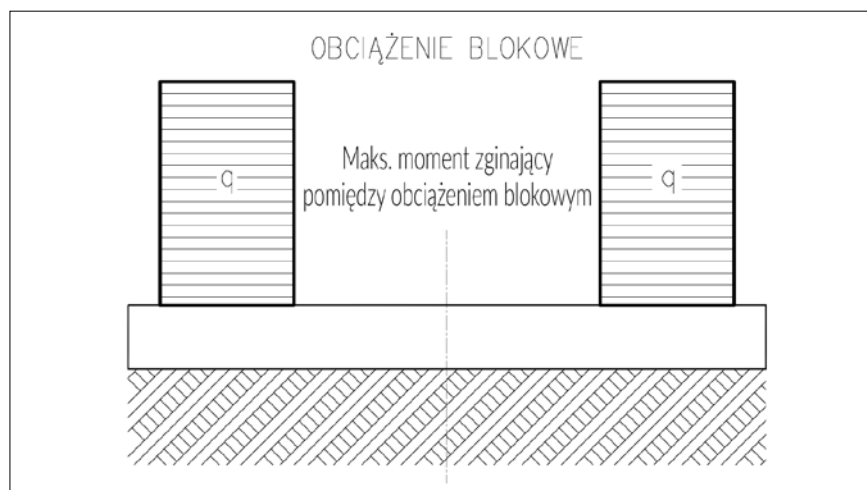 OBCIĄŻENIE BLOKOWE
Maks. moment zginający
pomiędzy obciążeniem blokowym
q
q